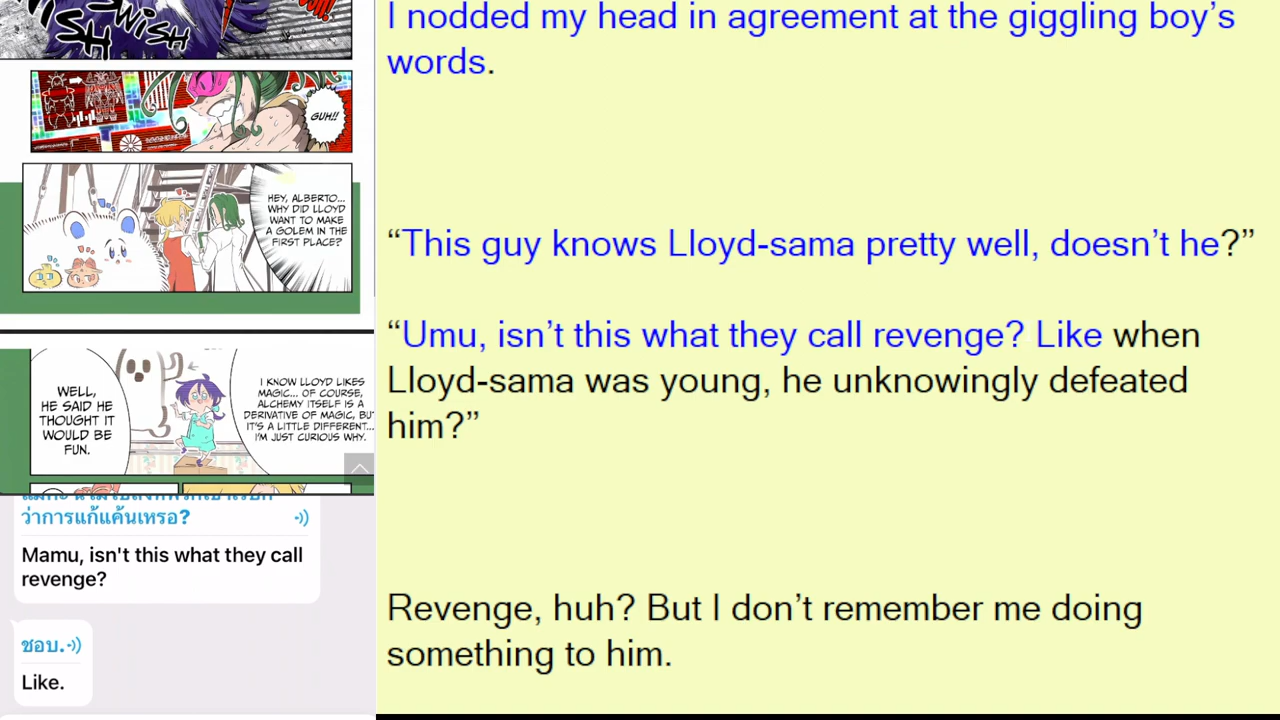 SWISH
GUH!!
HEY, ALBERTO...
WHY DID LLOYD
WANT TO MAKE
A GOLEM IN THE
FIRST PLACE?
WELL,
HE SAID HE
THOUGHT IT
WOULD BE
FUN.
I KNOW LLOYD LIKES
MAGIC... OF COURSE,
ALCHEMY ITSELF IS A
DERIVATIVE OF MAGIC, BUT
IT'S A LITTLE DIFFERENT...
I'M JUST CURIOUS WHY.
ว่าการแก้แค้นเหรอ?
Mamu, isn't this what they call
revenge?
ชอบ.
Like.
I nodded my head in agreement at the giggling boy’s
words.
“This guy knows Lloyd-sama pretty well, doesn’t he?”
“Umu, isn’t this what they call revenge? Like when
Lloyd-sama was young, he unknowingly defeated
him?”
Revenge, huh? But I don’t remember me doing
something to him.